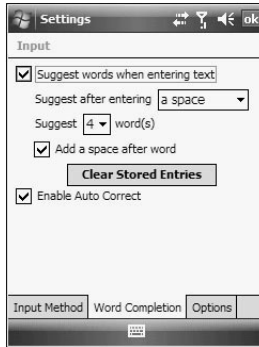 Settings ok
Input
Suggest words when entering text
Suggest after entering a space
Suggest 4 word(s)
Add a space after word
Clear Stored Entries
Enable Auto Correct
Input Method Word Completion Options